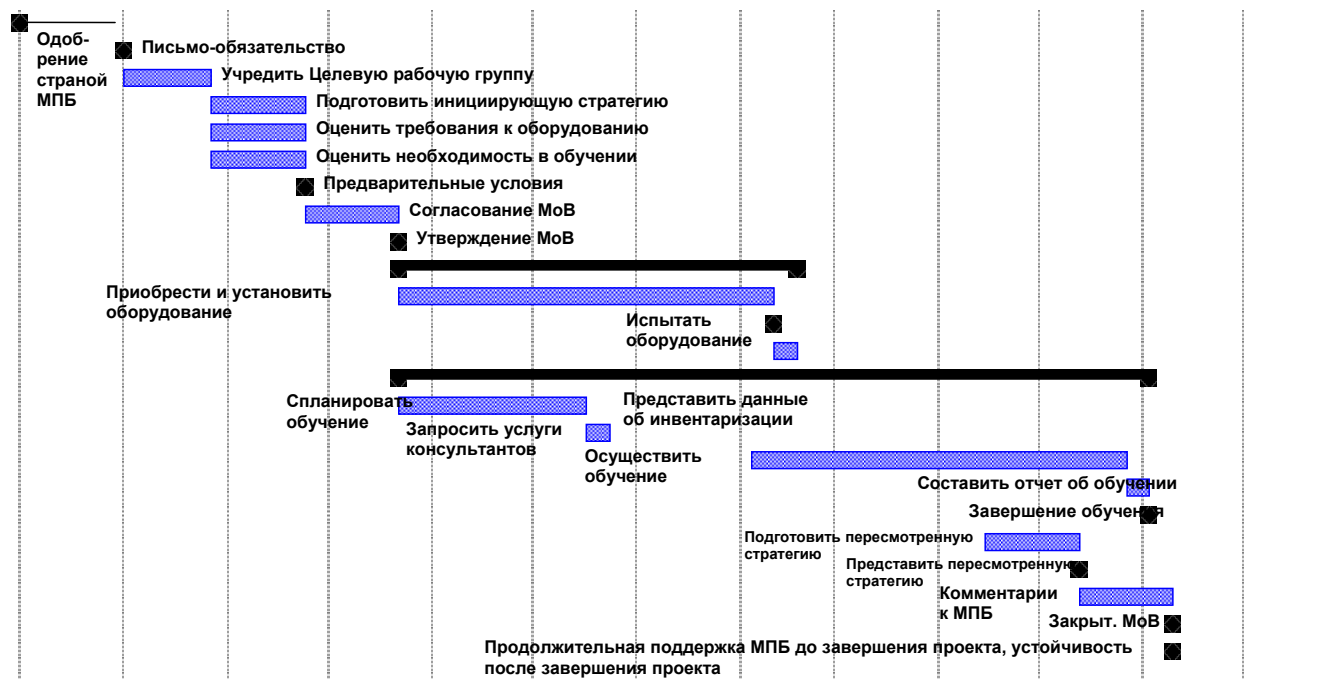 Одоб-
рение
страной
МПБ
Письмо-обязательство
Учредить Целевую рабочую группу
Подготовить инициирующую стратегию
Оценить требования к оборудованию
Оценить необходимость в обучении
Предварительные условия
Согласование МоВ
Утверждение МоВ
Приобрести и установить
оборудование
Испытать
оборудование
Спланировать
обучение
Представить данные
об инвентаризации
Запросить услуги
консультантов
Осуществить
обучение
Составить отчет об обучении
Завершение обучения
Подготовить пересмотренную
стратегию
Представить пересмотренную
стратегию
Комментарии
к МПБ
Закрыт. МоВ
Продолжительная поддержка МПБ до завершения проекта, устойчивость
после завершения проекта